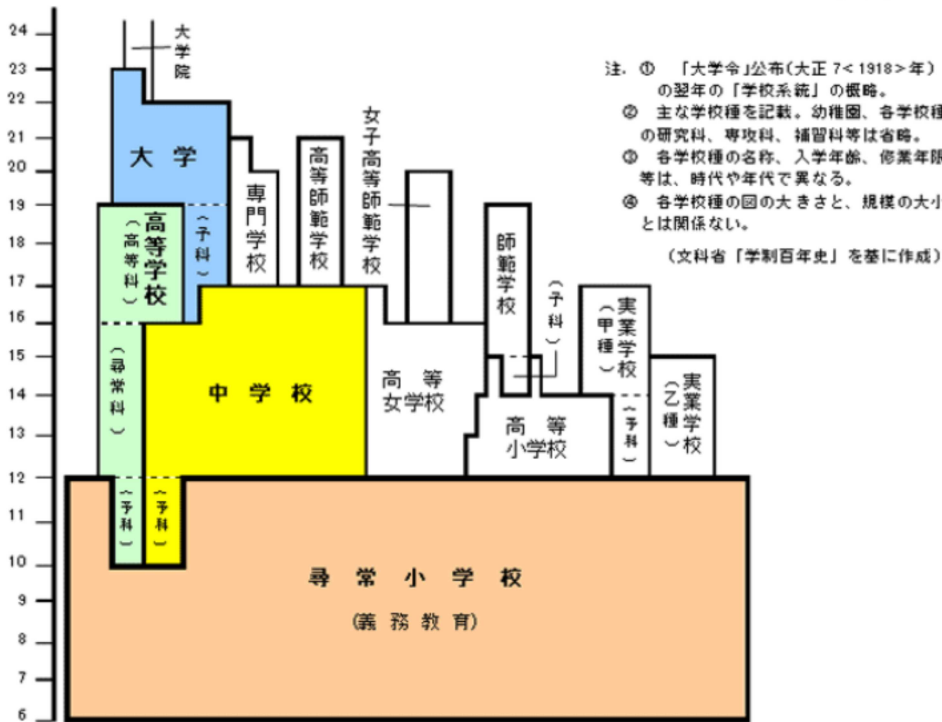 24
23
22
21
20
19
18
17
16
15
14
13
12
11
10
9
8
7
6
大学院
大学
(予科)
高等学校
(高等科)
(尋常科)
(予科)
(予科)
中学校
専門学校
高等師範学校
女子高等師範学校
高等
女学校
師範学校
(予科)
高等
小学校
実業学校
(甲種)
(予科)
実業学校
(乙種)
尋常小学校
(義務教育)
注. ① 「大学令」公布(大正7<1918>年)
の翌年の「学校系統」の概略。
② 主な学校種を記載。幼稚園、各学校種
の研究科、専攻科、補習科等は省略。
③ 各学校種の名称、入学年齢、修業年限
等は、時代や年代で異なる。
④ 各学校種の図の大きさと、規模の大小
とは関係ない。
(文科省「学制百年史」を基に作成)